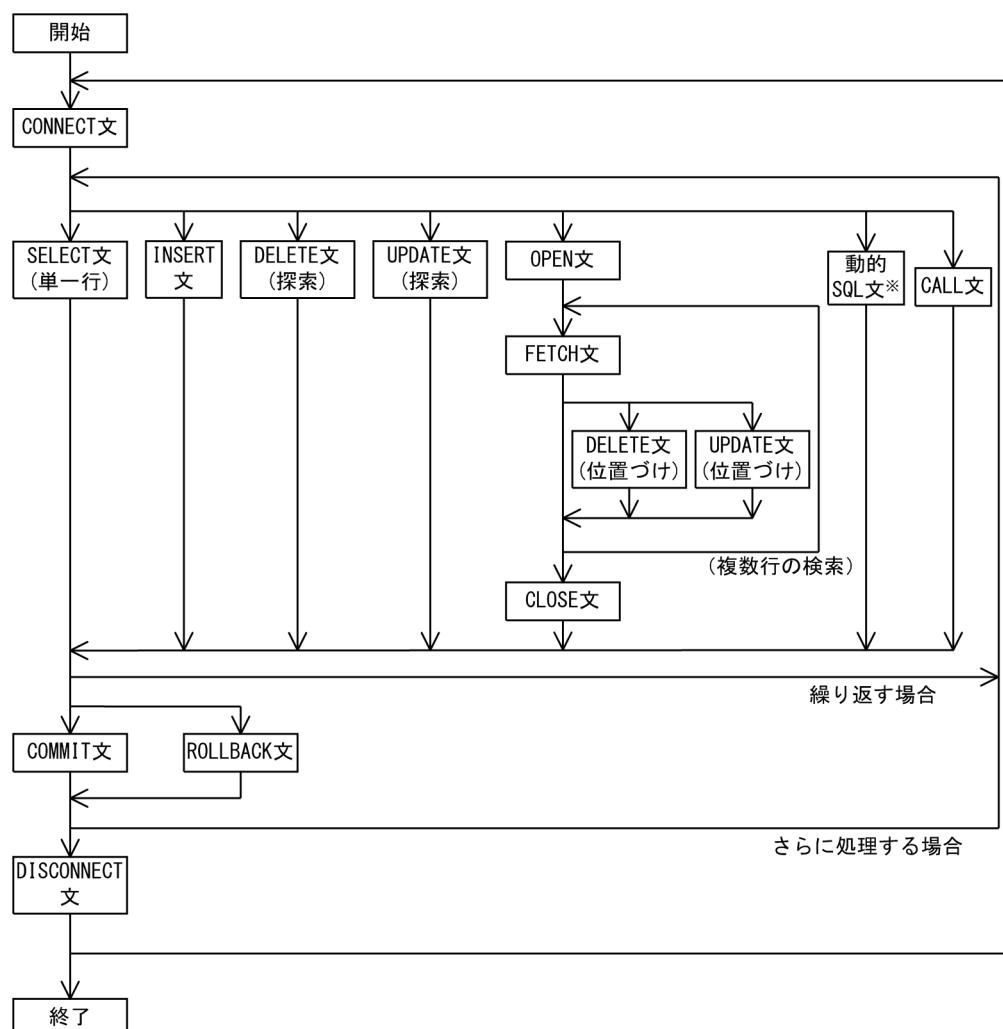 開始
CONNECT文
SELECT文
(単一行)
INSERT
文
DELETE文
(探索)
UPDATE文
(探索)
OPEN文
動的
SQL文※
CALL文
FETCH文
DELETE文
(位置づけ)
UPDATE文
(位置づけ)
(複数行の検索)
CLOSE文
繰り返す場合
COMMIT文
ROLLBACK文
さらに処理する場合
DISCONNECT
文
終了